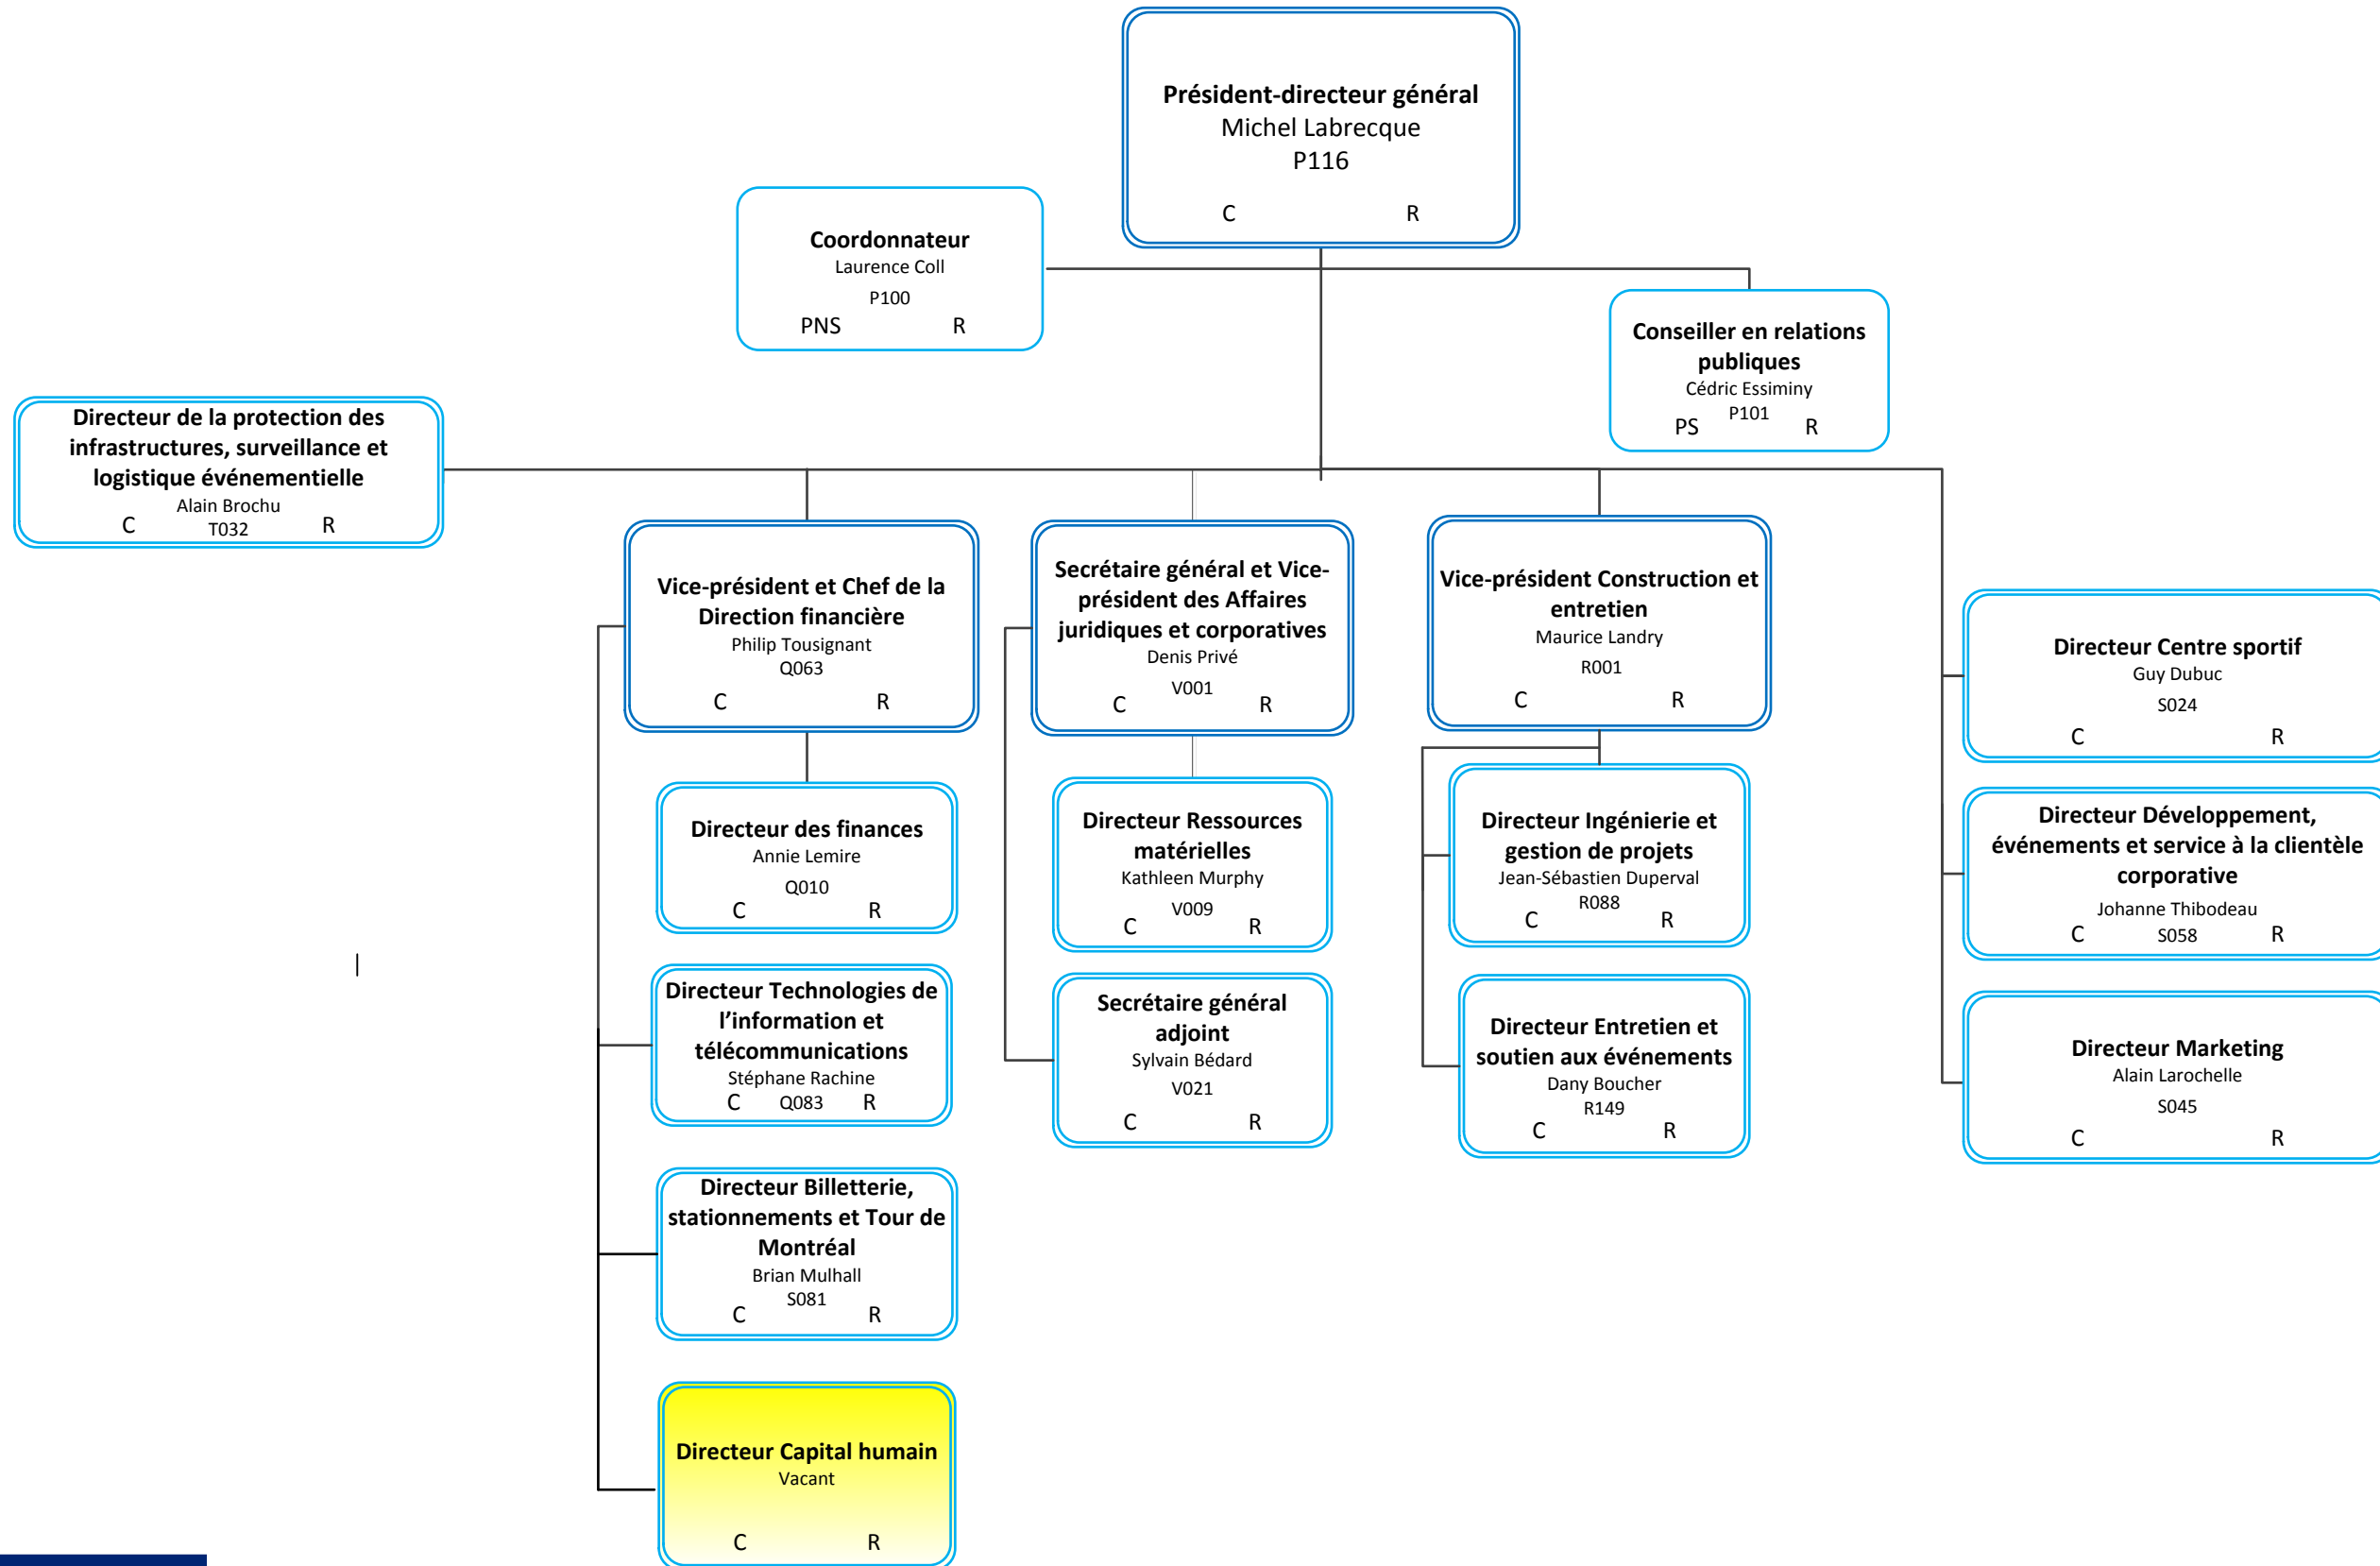 Président-directeur général
Michel Labrecque
P116
C R
Coordonnateur
Laurence Coll
P100
PNS R
Conseiller en relations
publiques
Cédric Essiminy
P101
PS R
Directeur de la protection des
infrastructures, surveillance et
logistique événementielle
Alain Brochu
C T032 R
Vice-président et Chef de la
Direction financière
Philip Tousignant
Q063
C R
Secrétaire général et Vice-
président des Affaires
juridiques et corporatives
Denis Privé
V001
C R
Vice-président Construction et
entretien
Maurice Landry
R001
C R
Directeur Centre sportif
Guy Dubuc
S024
C R
Directeur des finances
Annie Lemire
Q010
C R
Directeur Ressources
matérielles
Kathleen Murphy
V009
C R
Directeur Ingénierie et
gestion de projets
Jean-Sébastien Duperval
R088
C R
Directeur Développement,
événements et service à la clientèle
corporative
Johanne Thibodeau
C S058 R
Directeur Technologies de
l’information et
télécommunications
Stéphane Rachine
C Q083 R
Secrétaire général
adjoint
Sylvain Bédard
V021
C R
Directeur Entretien et
soutien aux événements
Dany Boucher
R149
C R
Directeur Marketing
Alain Larochelle
S045
C R
Directeur Billetterie,
stationnements et Tour de
Montréal
Brian Mulhall
S081
C R
Directeur Capital humain
Vacant
C R